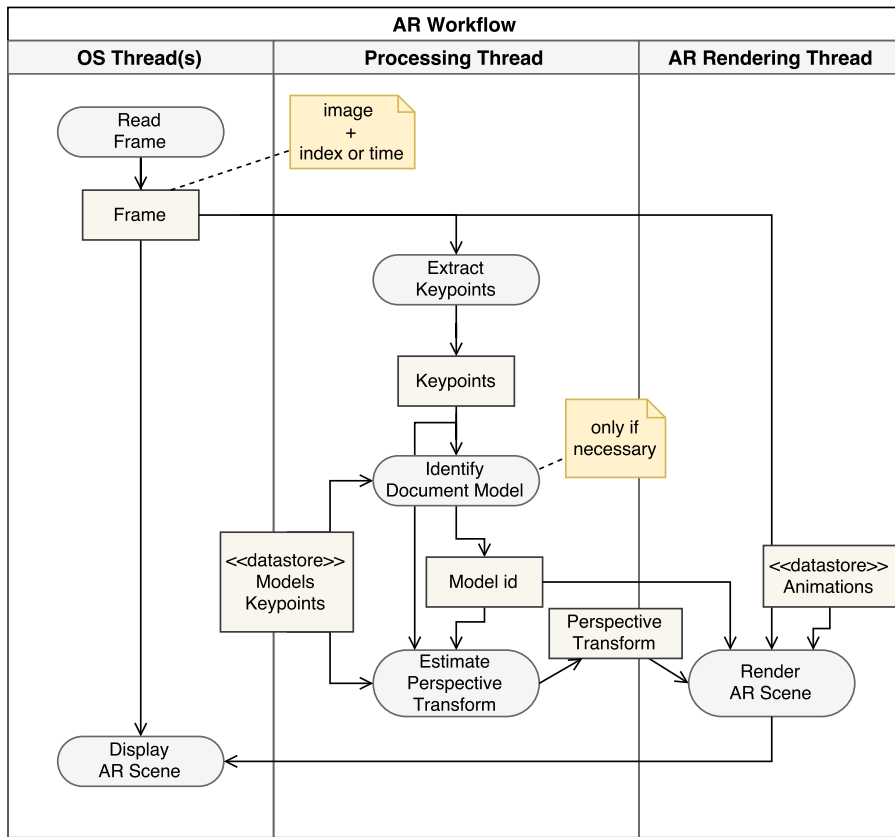 AR Workflow
OS Thread(s)
Processing Thread
AR Rendering Thread
Read
Frame
image
+
index or time
Frame
Extract
Keypoints
Keypoints
only if
necessary
Identify
Document Model
<<datastore>>
Models
Keypoints
Model id
<<datastore>>
Animations
Perspective
Transform
Estimate
Perspective
Transform
Render
AR Scene
Display
AR Scene